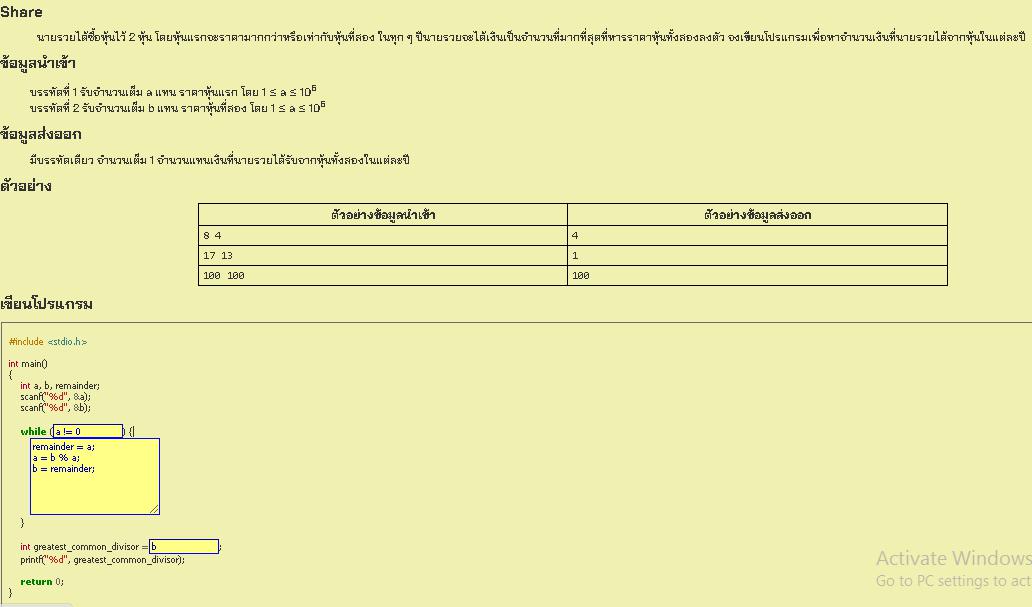 Share
นายรวยได้ซื้อหุ้นไว้ 2 หุ้น โดยหุ้นแรกจะราคามากกว่าหรือเท่ากับหุ้นที่สอง ในทุก ๆ ปีนายรวยจะได้เงินเป็นจำนวนที่มากที่สุดที่หารราคาหุ้นทั้งสองลงตัว จงเขียนโปรแกรมเพื่อหาจำนวนเงินที่นายรวยได้จากหุ้นในแต่ละปี
ข้อมูลนำเข้า
บรรทัดที่ 1 รับจำนวนเต็ม a แทน ราคาหุ้นแรก โดย 1 ≤ a ≤ 10⁶
บรรทัดที่ 2 รับจำนวนเต็ม b แทน ราคาหุ้นที่สอง โดย 1 ≤ a ≤ 10⁶
ข้อมูลส่งออก
มีบรรทัดเดียว จำนวนเต็ม 1 จำนวนแทนเงินที่นายรวยได้รับจากหุ้นทั้งสองในแต่ละปี
ตัวอย่าง
ตัวอย่างข้อมูลนำเข้า ตัวอย่างข้อมูลส่งออก
8 4 4
17 13 1
100 100 100
เขียนโปรแกรม
#include <stdio.h>
int main()
{
int a, b, remainder;
scanf("%d", &a);
scanf("%d", &b);
while (a != 0) {
remainder = a;
a = b % a;
b = remainder;
}
int greatest_common_divisor = b;
printf("%d", greatest_common_divisor);
return 0;
}
Activate Windows
Go to PC settings to act